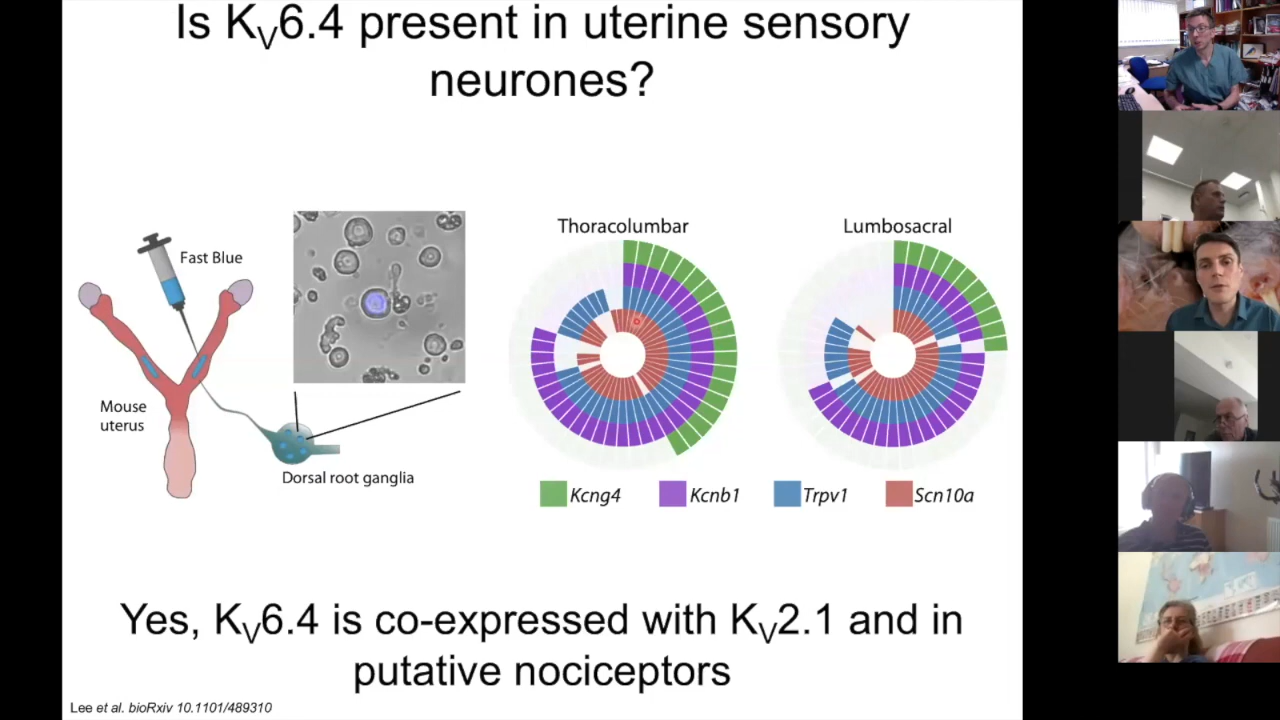 Is KV6.4 present in uterine sensory
neurones?
Fast Blue
Mouse
uterus
Dorsal root ganglia
Thoracolumbar
Lumbosacral
Kcng4
Kcnb1
Trpv1
Scn10a
Yes, KV6.4 is co-expressed with KV2.1 and in
putative nociceptors
Lee et al. bioRxiv 10.1101/489310